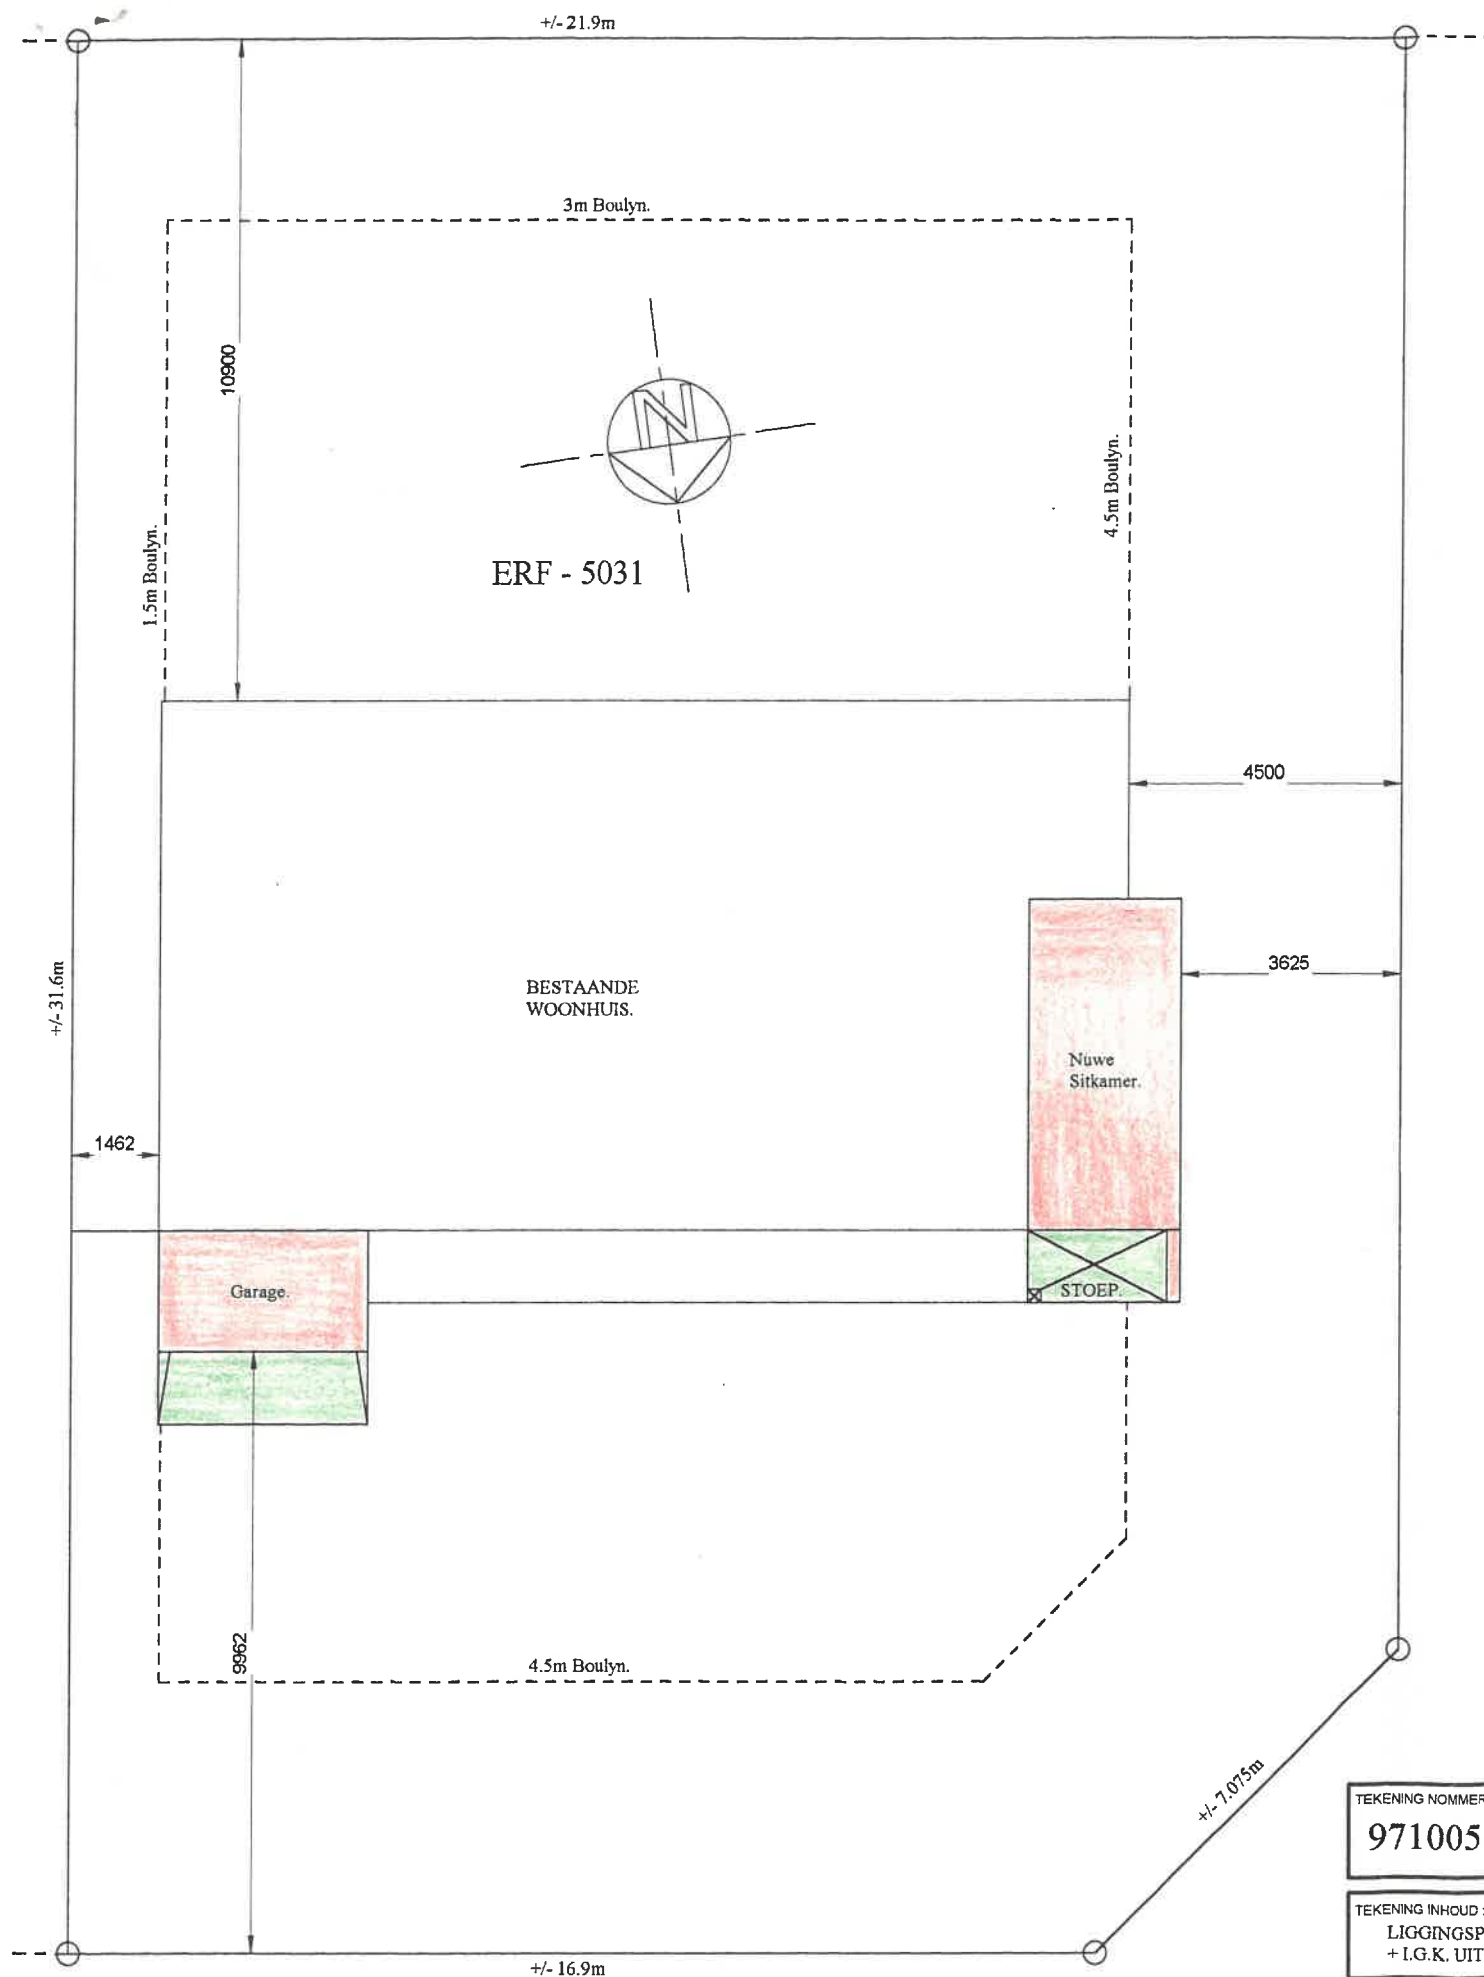 +/- 21.9m
3m Boulyn.
10900
N
4.5m Boulyn.
1.5m Boulyn.
ERF - 5031
4500
+/- 31.6m
BESTAANDE
WOONHUIS.
3625
Nuwe
Sitkamer.
1462
Garage.
STOEP.
9962
4.5m Boulyn.
+/- 7.075m
TEKENING NOMMER
971005
TEKENING INHOUD :
LIGGINGSP
+ I.G.K. UIT
+/- 16.9m